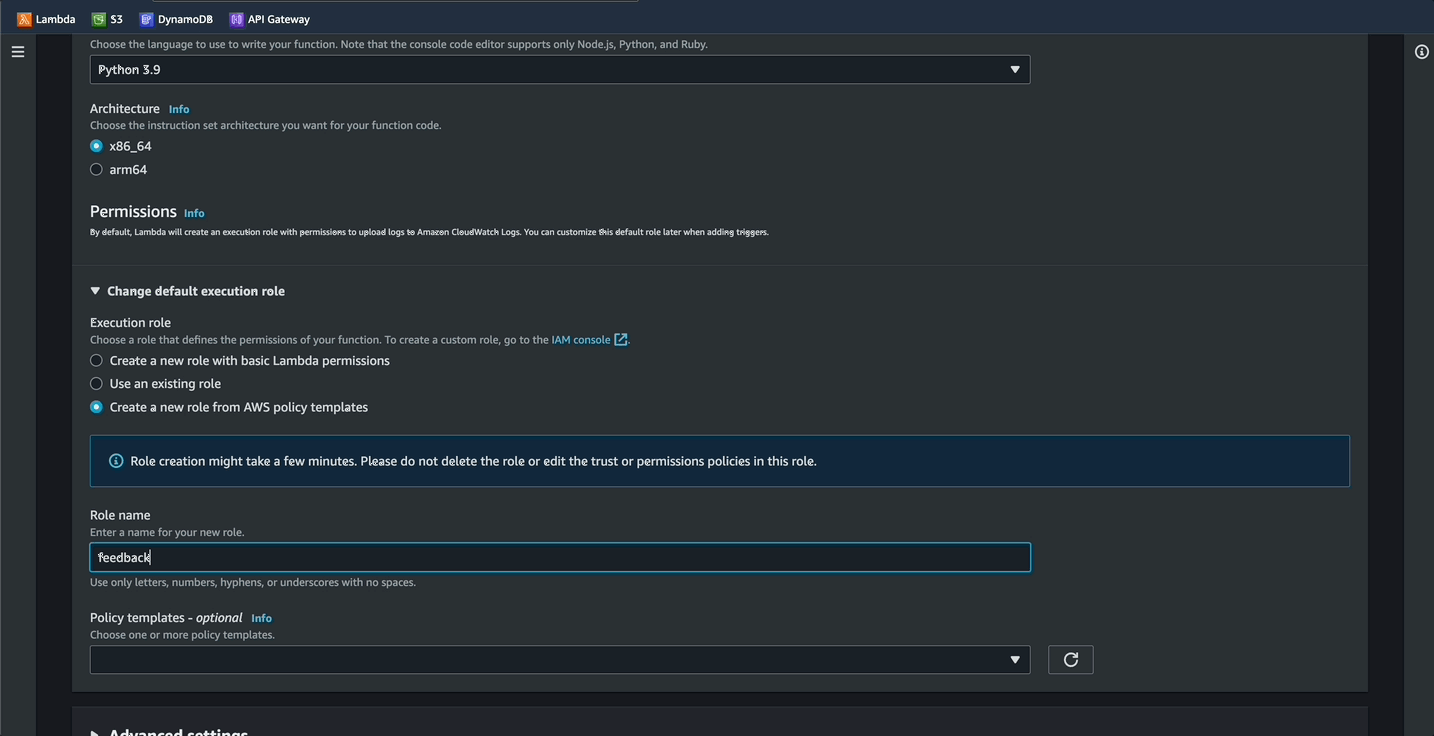 Lambda S3 DynamoDB API Gateway
Choose the language to use to write your function. Note that the console code editor supports only Node.js, Python, and Ruby.
Python 3.9
Architecture Info
Choose the instruction set architecture you want for your function code.
x86_64
arm64
Permissions Info
By default, Lambda will create an execution role with permissions to upload logs to Amazon CloudWatch Logs. You can customize this default role later when adding triggers.
Change default execution role
Execution role
Choose a role that defines the permissions of your function. To create a custom role, go to the IAM console.
Create a new role with basic Lambda permissions
Use an existing role
Create a new role from AWS policy templates
Role creation might take a few minutes. Please do not delete the role or edit the trust or permissions policies in this role.
Role name
Enter a name for your new role.
feedback
Use only letters, numbers, hyphens, or underscores with no spaces.
Policy templates - optional Info
Choose one or more policy templates.
Advanced settings